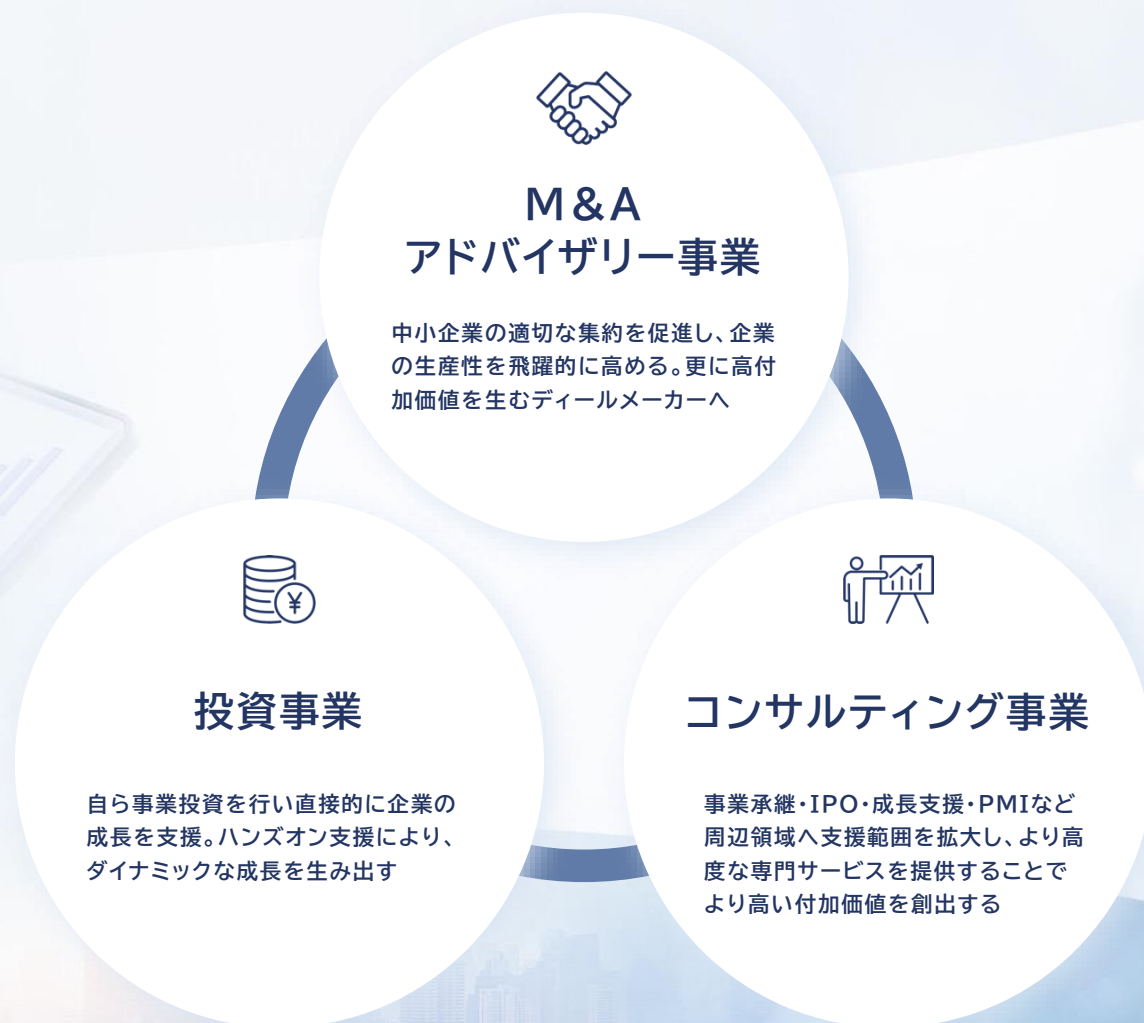 M&A
アドバイザリー事業
中小企業の適切な集約を促進し、企業
の生産性を飛躍的に高める。更に高付
加価値を生むディールメーカーへ
¥
投資事業
自ら事業投資を行い直接的に企業の
成長を支援。ハンズオン支援により、
ダイナミックな成長を生み出す
コンサルティング事業
事業承継・IPO・成長支援・PMIなど
周辺領域へ支援範囲を拡大し、より高
度な専門サービスを提供することで
より高い付加価値を創出する